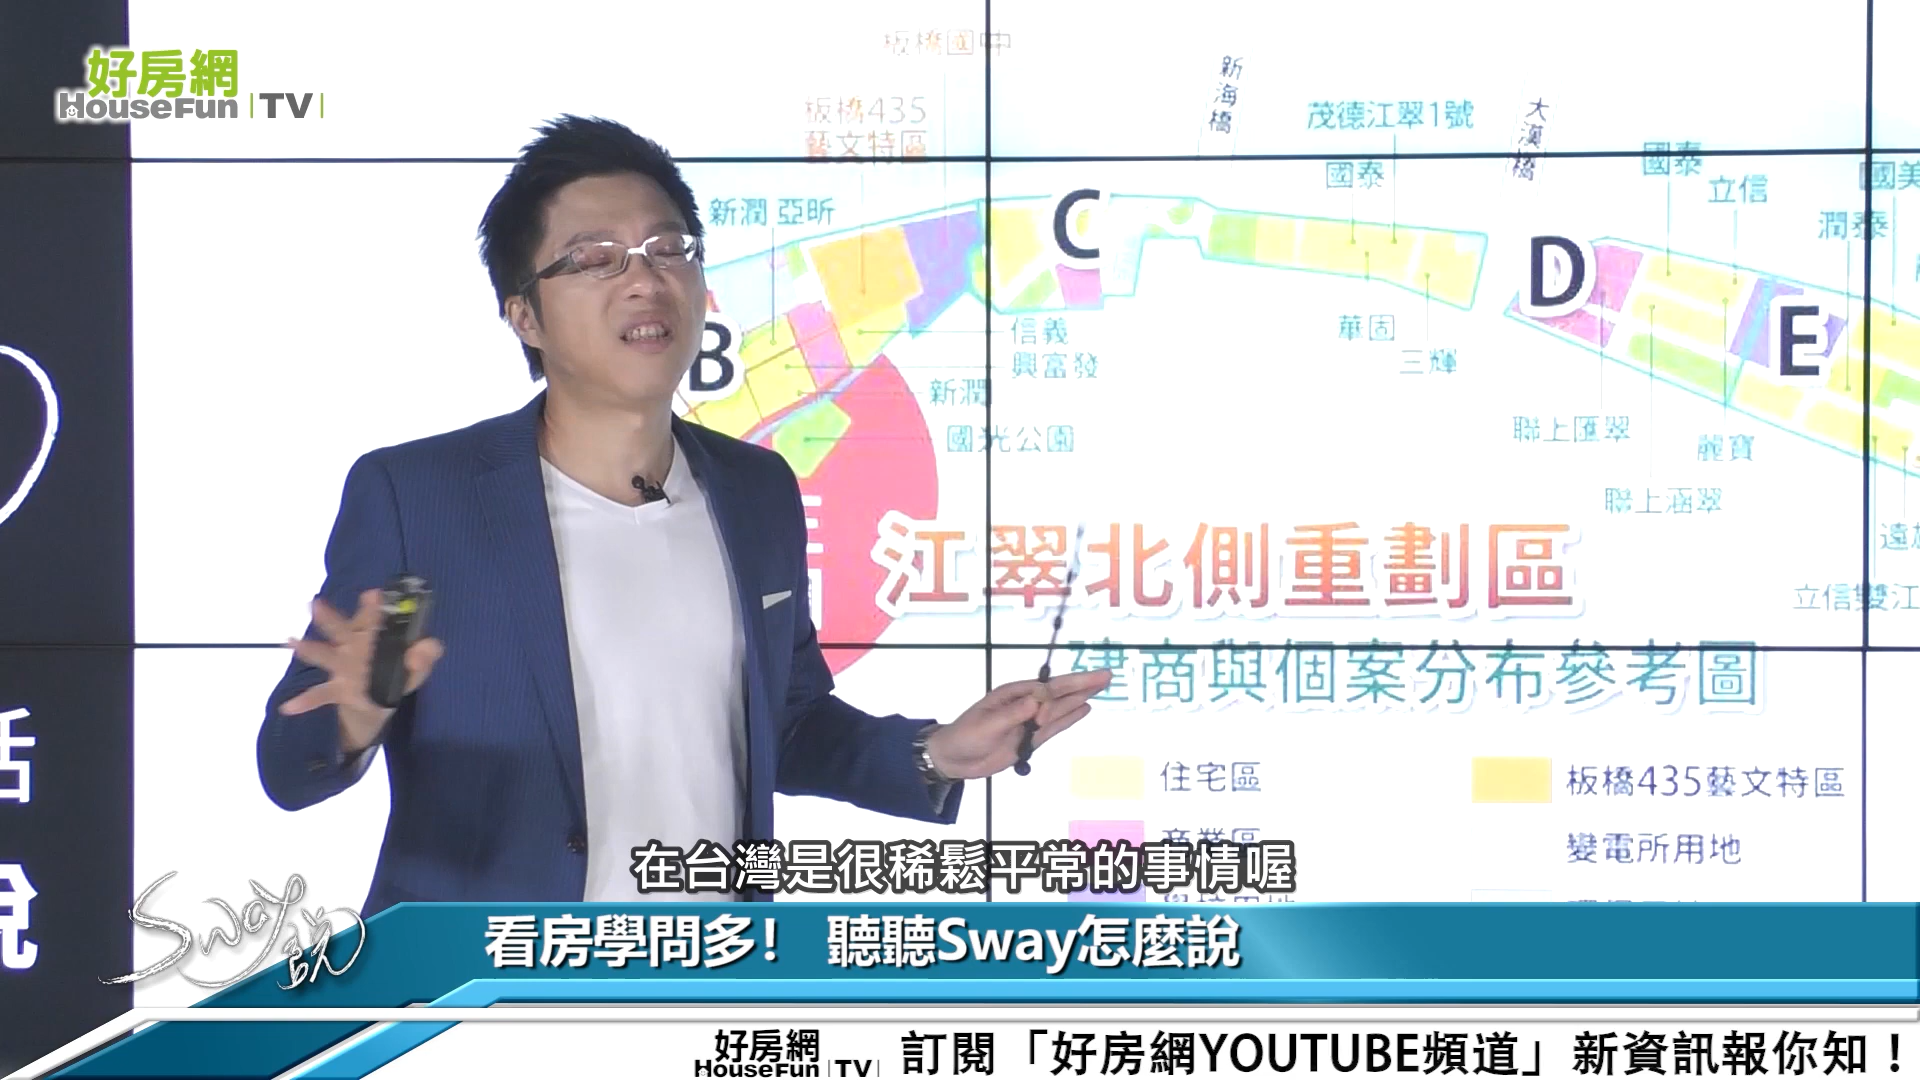 好房網
HouseFun |TV|
板橋國中
板橋435
藝文特區
新海橋
茂德江翠1號
大漢橋
國泰
國泰
立信
國美
潤泰
新潤 亞昕
B
C
D
E
信義
興富發
新潤
國光公園
華固
三輝
聯上匯翠
麗寶
聯上涵翠
立信雙江
江翠北側重劃區
建商與個案分布參考圖
住宅區
板橋435藝文特區
商業區
變電所用地
話
說
在台灣是很稀鬆平常的事情喔
Sway說
看房學問多! 聽聽Sway怎麼說
好房網
HouseFun |TV|
訂閱「好房網YOUTUBE頻道」新資訊報你知!